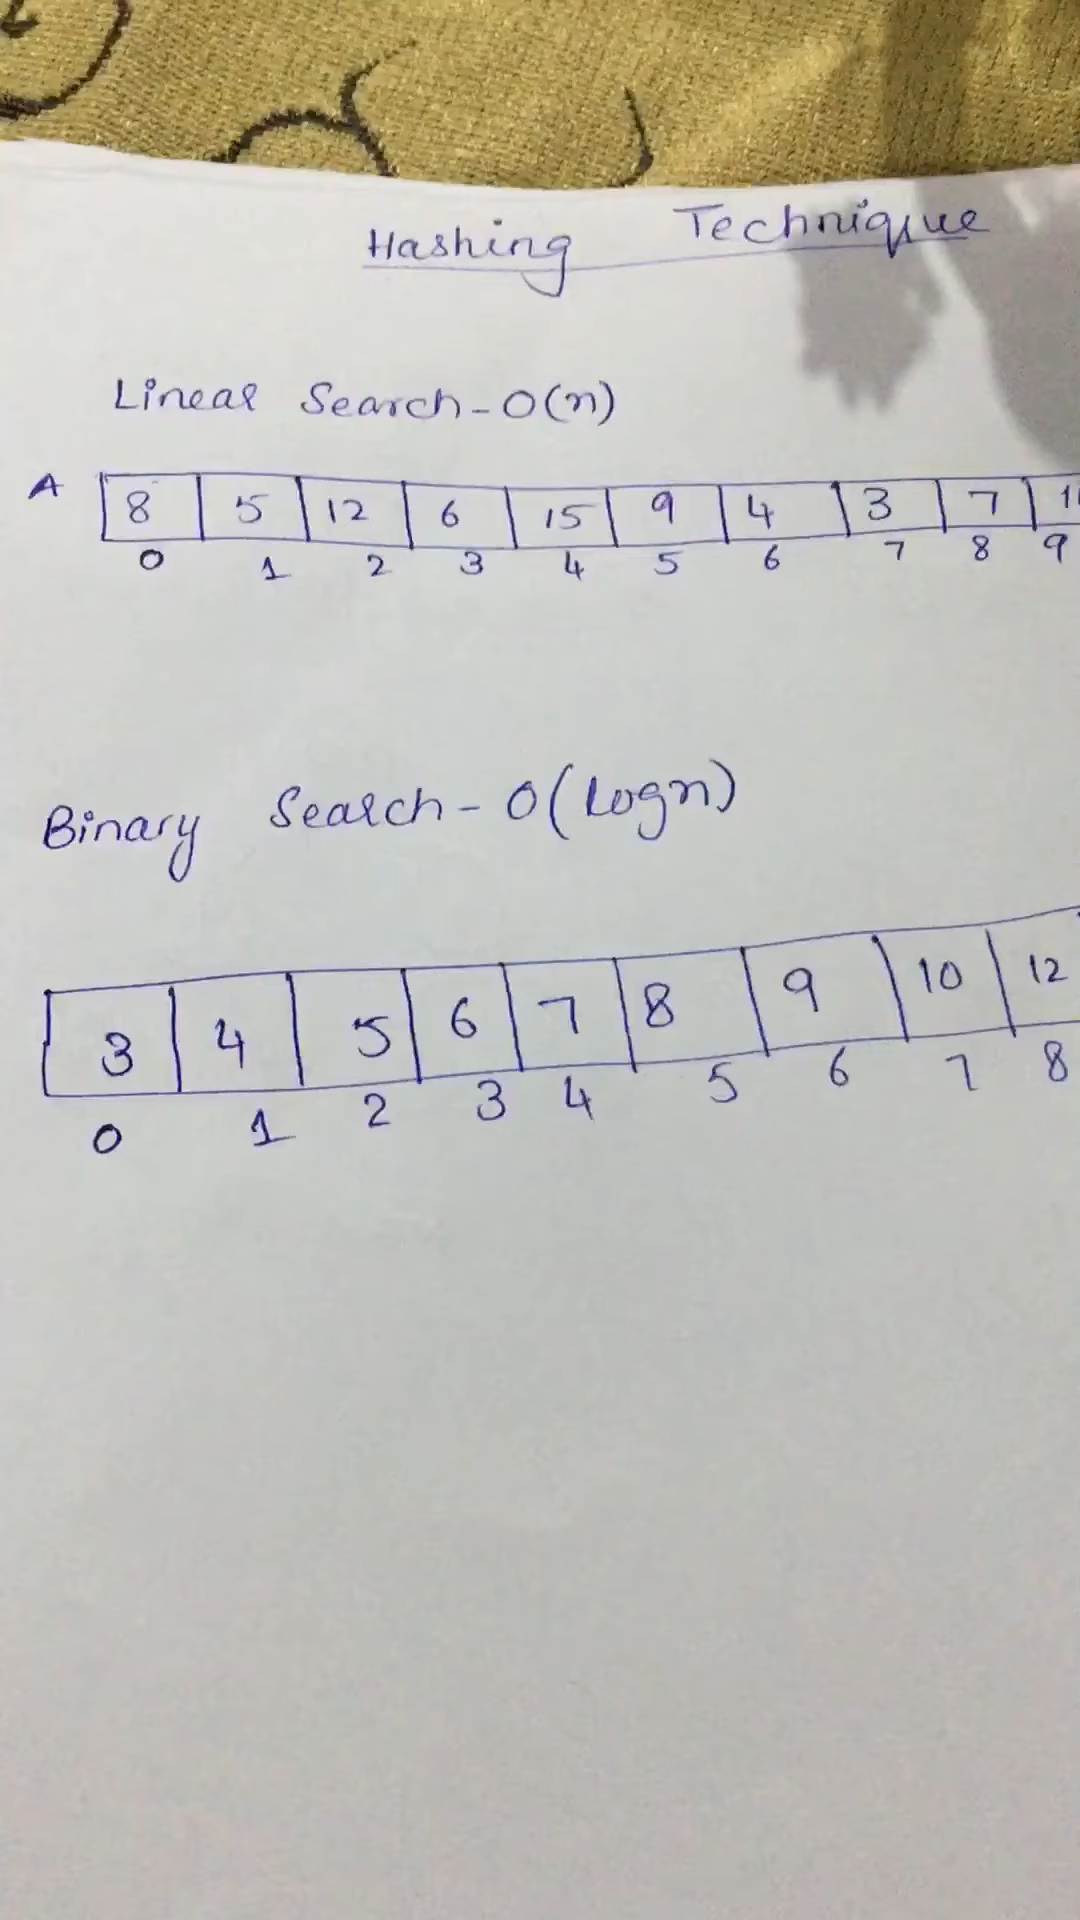 Hashing Technique
Linear Search - O(n)
A 8 5 12 6 15 9 4 3 7
0 1 2 3 4 5 6 7 8 9
Binary Search - O(logn)
3 4 5 6 7 8 9 10 12
0 1 2 3 4 5 6 7 8